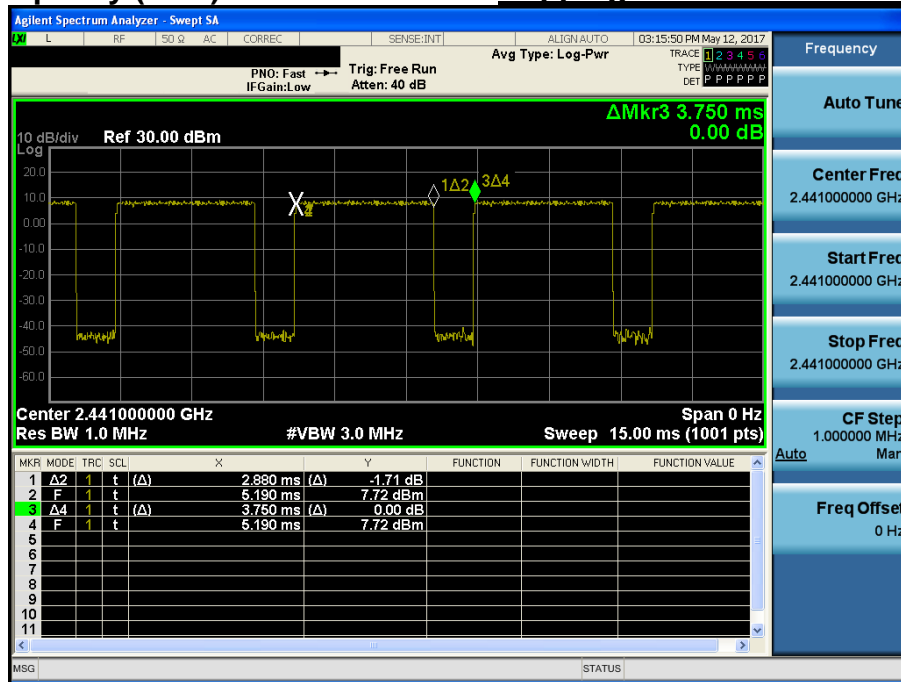 Agilent Spectrum Analyzer - Swept SA
LXI L RF 50 Ω AC CORREC SENSE:INT ALIGN AUTO 03:15:50 PM May 12, 2017
Frequency
Avg Type: Log-Pwr TRACE 1 2 3 4 5 6
PNO: Fast Trig: Free Run TYPE WWWWWW
IFGain:Low Atten: 40 dB DET P P P P P P
Auto Tune
ΔMkr3 3.750 ms
10 dB/div Ref 30.00 dBm 0.00 dB
Log
20.0
10.0
0.00
-10.0
-20.0
-30.0
-40.0
-50.0
-60.0
1Δ2 3Δ4
Center Freq
2.441000000 GHz
Start Freq
2.441000000 GHz
Stop Freq
2.441000000 GHz
Center 2.441000000 GHz Span 0 Hz
Res BW 1.0 MHz #VBW 3.0 MHz Sweep 15.00 ms (1001 pts)
CF Step
1.000000 MHz
Auto Man
MKR MODE TRC SCL X Y FUNCTION FUNCTION WIDTH FUNCTION VALUE
1 Δ2 1 t (Δ) 2.880 ms (Δ) -1.71 dB
2 F 1 t 5.190 ms 7.72 dBm
3 Δ4 1 t (Δ) 3.750 ms (Δ) 0.00 dB
4 F 1 t 5.190 ms 7.72 dBm
5
6
7
8
9
10
11
Freq Offset
0 Hz
MSG STATUS